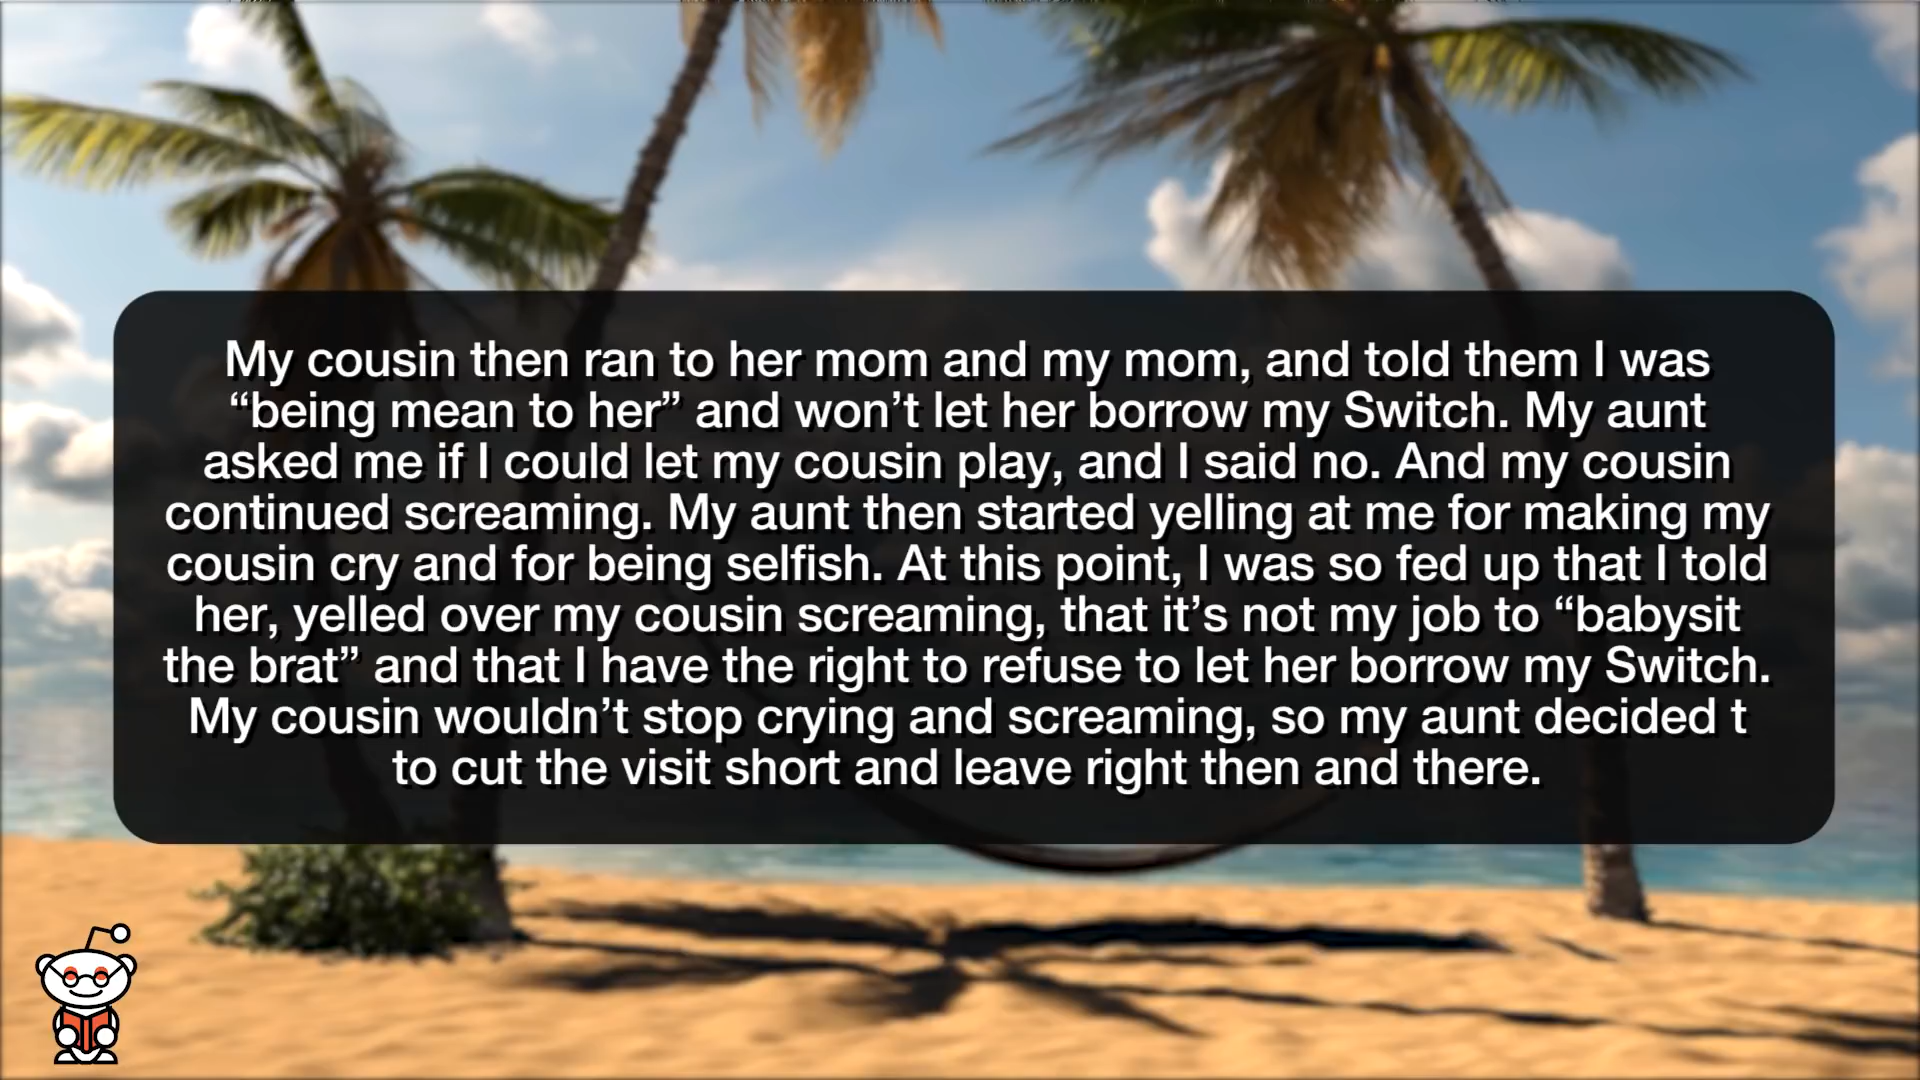 My cousin then ran to her mom and my mom, and told them I was
“being mean to her” and won’t let her borrow my Switch. My aunt
asked me if I could let my cousin play, and I said no. And my cousin
continued screaming. My aunt then started yelling at me for making my
cousin cry and for being selfish. At this point, I was so fed up that I told
her, yelled over my cousin screaming, that it’s not my job to “babysit
the brat” and that I have the right to refuse to let her borrow my Switch.
My cousin wouldn’t stop crying and screaming, so my aunt decided t
to cut the visit short and leave right then and there.